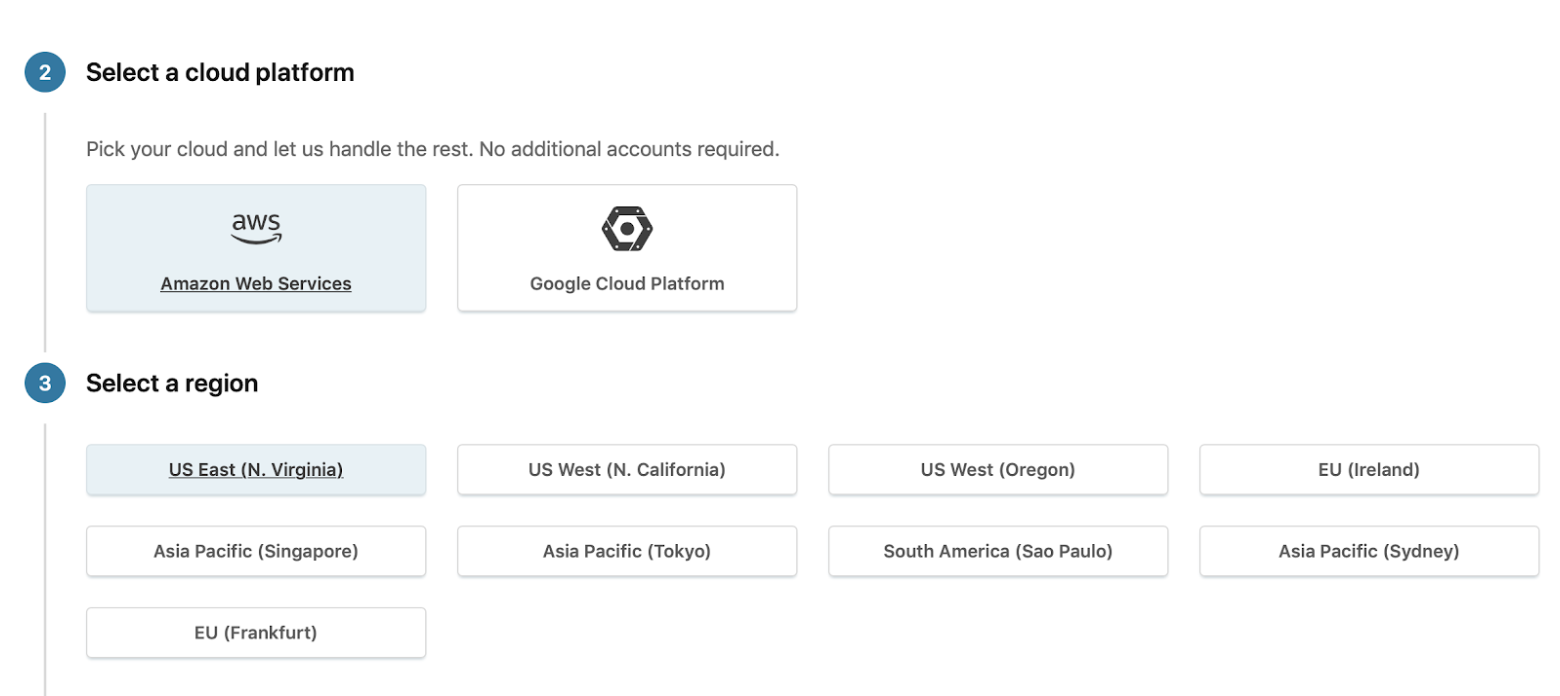 2 Select a cloud platform
Pick your cloud and let us handle the rest. No additional accounts required.
aws
Amazon Web Services
Google Cloud Platform
3 Select a region
US East (N. Virginia)
US West (N. California)
US West (Oregon)
EU (Ireland)
Asia Pacific (Singapore)
Asia Pacific (Tokyo)
South America (Sao Paulo)
Asia Pacific (Sydney)
EU (Frankfurt)